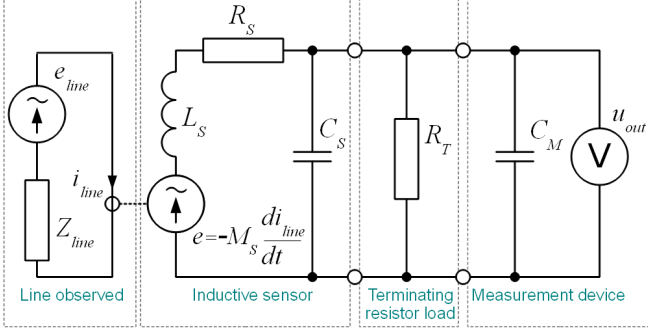 R_S
e_line
L_S
C_S
R_T
C_M
u_out
V
i_line
Z_line
e=-M_S di_line/dt
Line observed
Inductive sensor
Terminating
resistor load
Measurement device